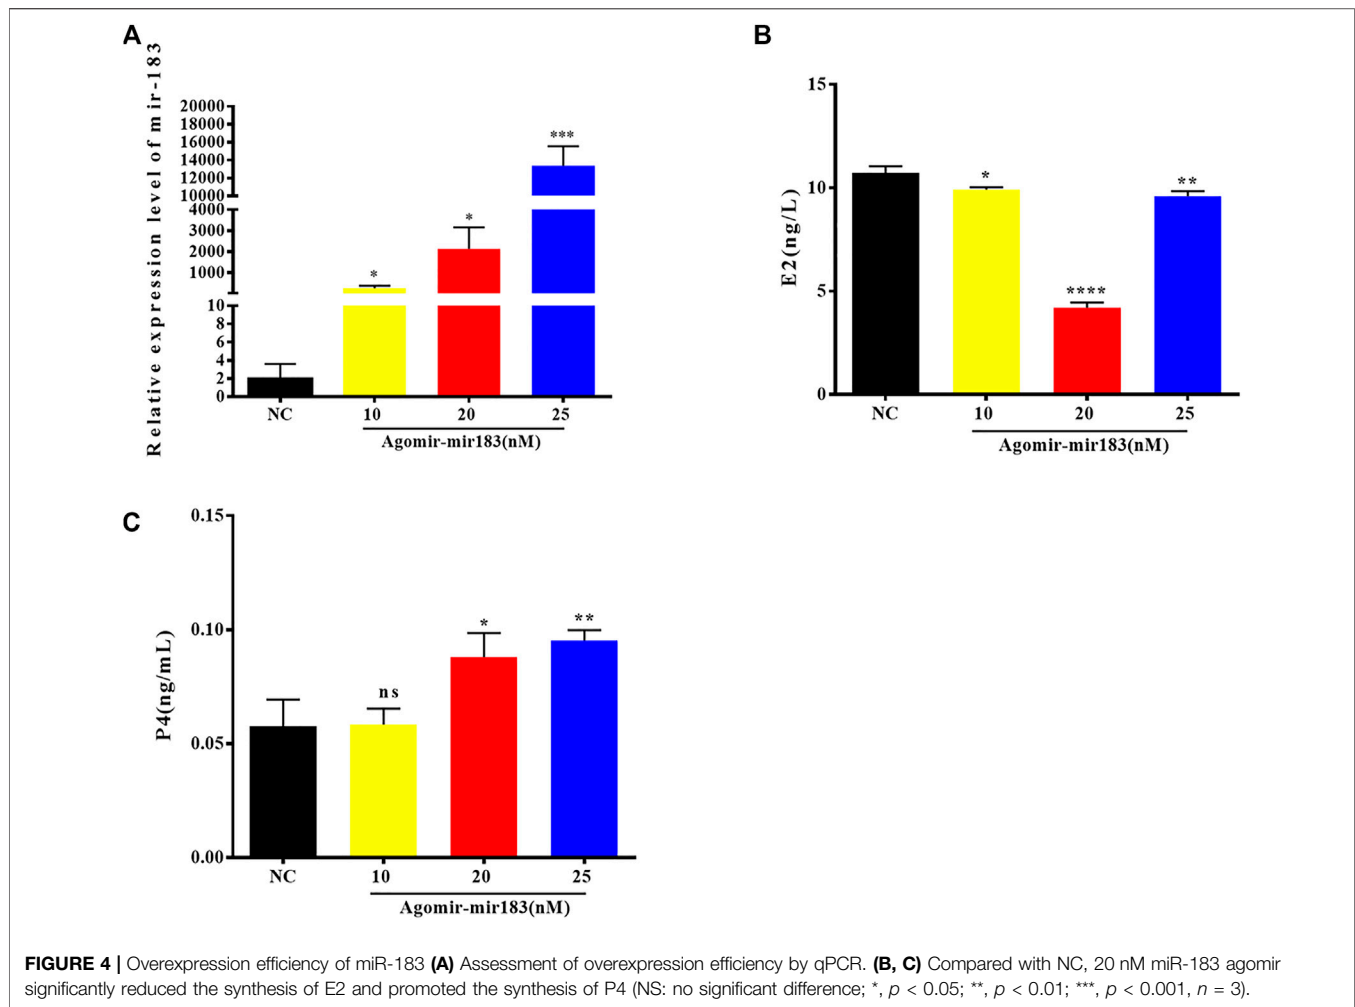 A
Relative expression level of mir-183
20000
18000
16000
14000
12000
10000
4000
3000
2000
1000
10
8
6
4
2
0
*
*
***
NC 10 20 25
Agomir-mir183(nM)
B
E2(ng/L)
15
10
5
0
*
****
**
NC 10 20 25
Agomir-mir183(nM)
C
P4(ng/mL)
0.15
0.10
0.05
0.00
ns
*
**
NC 10 20 25
Agomir-mir183(nM)
FIGURE 4 | Overexpression efficiency of miR-183 (A) Assessment of overexpression efficiency by qPCR. (B, C) Compared with NC, 20 nM miR-183 agomir
significantly reduced the synthesis of E2 and promoted the synthesis of P4 (NS: no significant difference; *, p < 0.05; **, p < 0.01; ***, p < 0.001, n = 3).